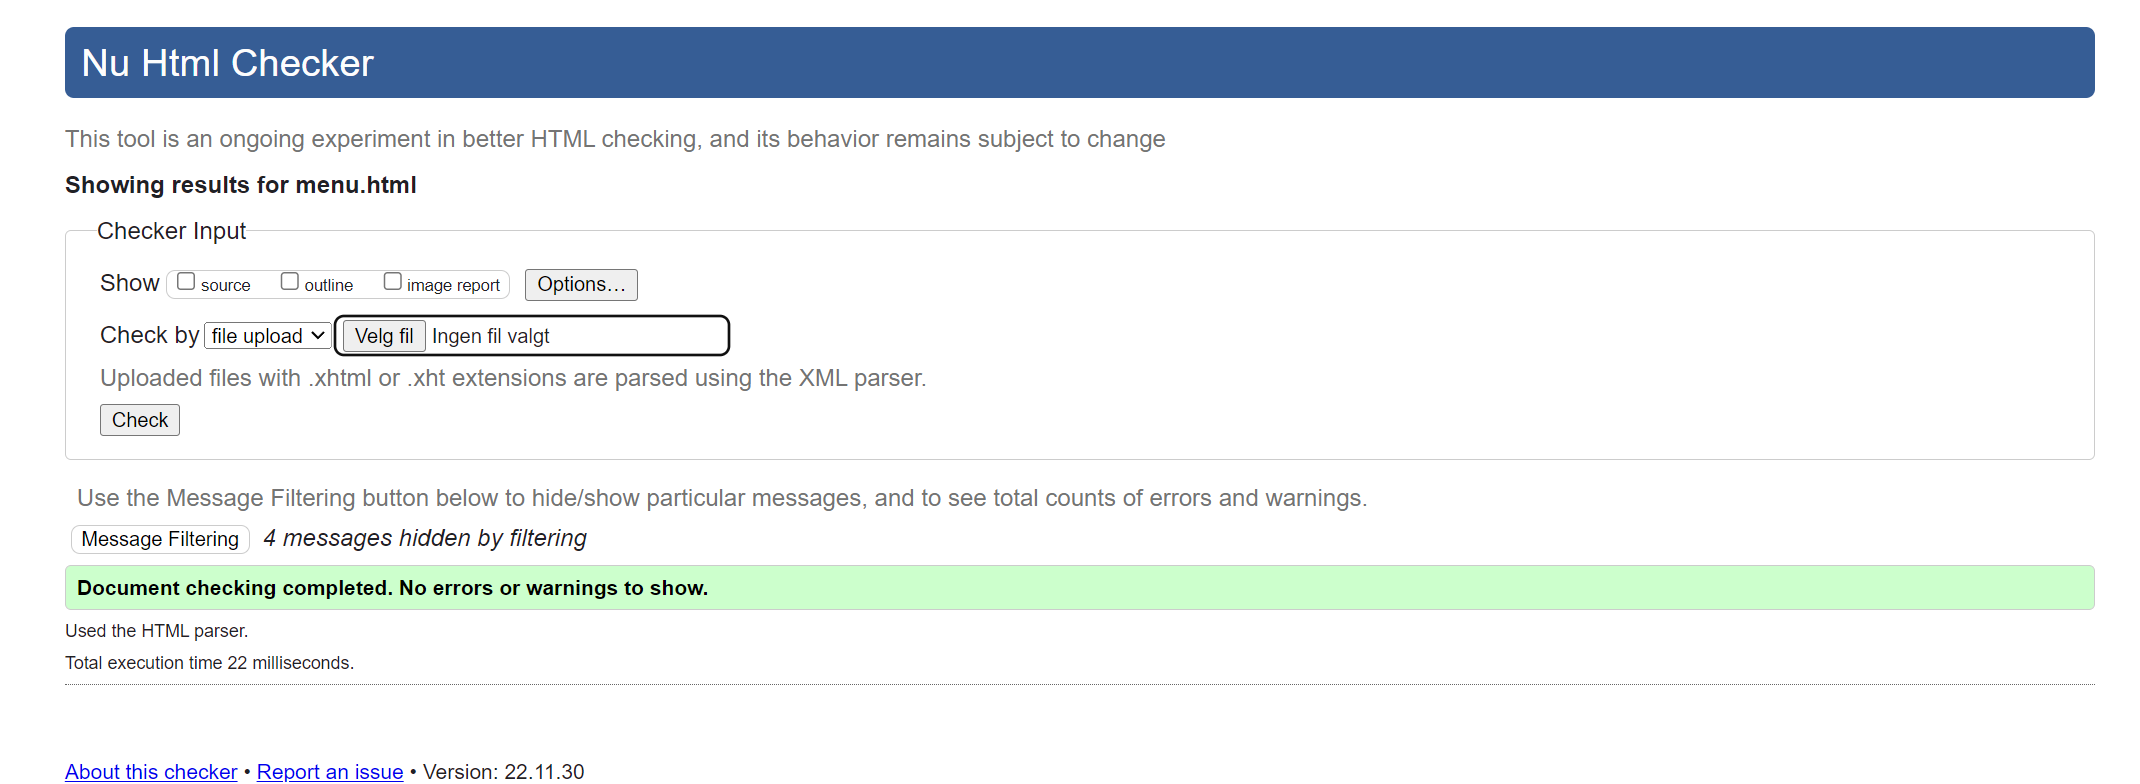 Nu Html Checker
This tool is an ongoing experiment in better HTML checking, and its behavior remains subject to change
Showing results for menu.html
Checker Input
Show source outline image report Options…
Check by file upload Velg fil Ingen fil valgt
Uploaded files with .xhtml or .xht extensions are parsed using the XML parser.
Check
Use the Message Filtering button below to hide/show particular messages, and to see total counts of errors and warnings.
Message Filtering 4 messages hidden by filtering
Document checking completed. No errors or warnings to show.
Used the HTML parser.
Total execution time 22 milliseconds.
About this checker • Report an issue • Version: 22.11.30